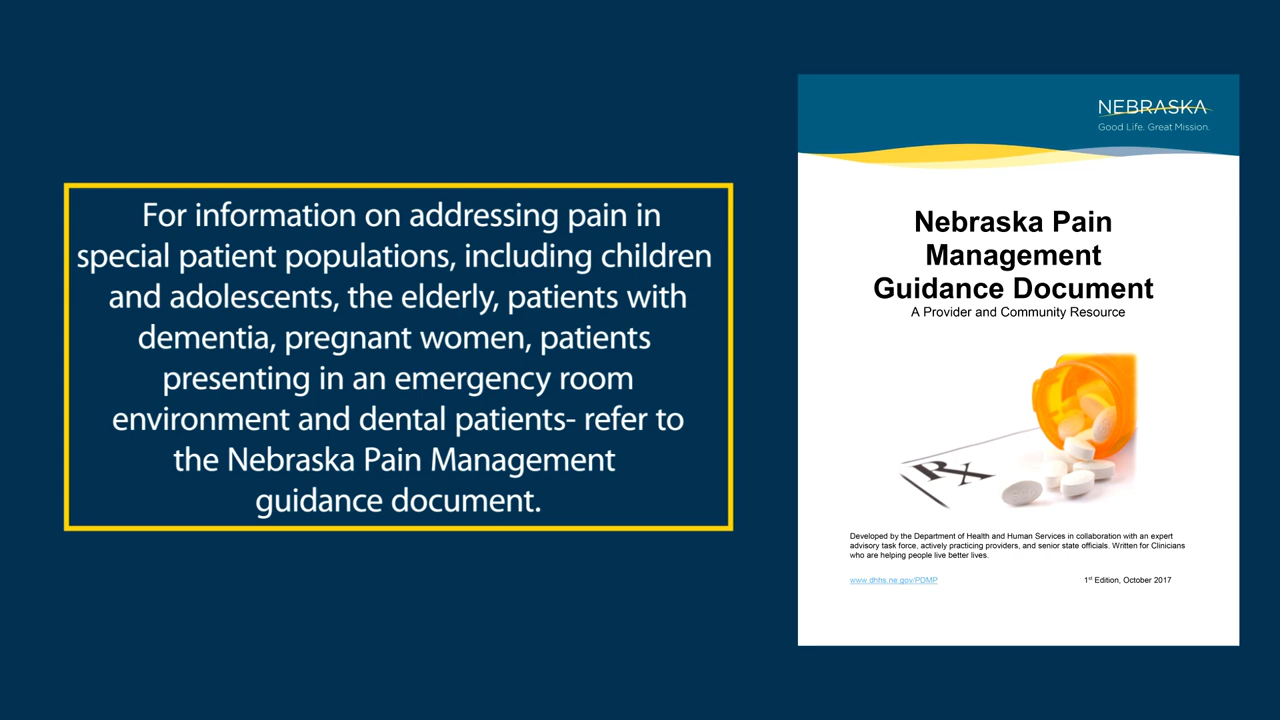 For information on addressing pain in
special patient populations, including children
and adolescents, the elderly, patients with
dementia, pregnant women, patients
presenting in an emergency room
environment and dental patients- refer to
the Nebraska Pain Management
guidance document.
NEBRASKA
Good Life. Great Mission.
Nebraska Pain
Management
Guidance Document
A Provider and Community Resource
Rx
Developed by the Department of Health and Human Services in collaboration with an expert
advisory task force, actively practicing providers, and senior state officials. Written for Clinicians
who are helping people live better lives.
www.dhhs.ne.gov/PDMP
1st Edition, October 2017